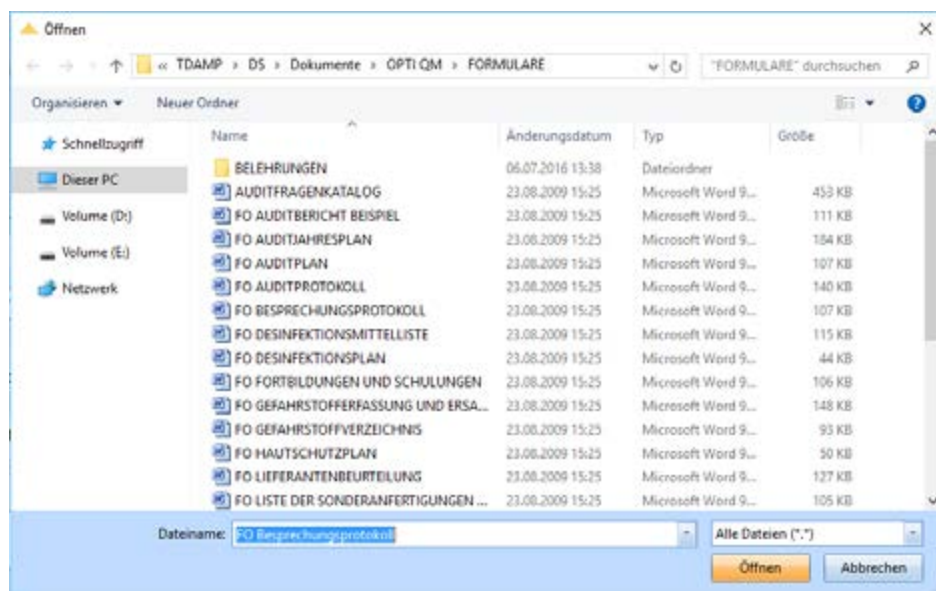 Öffnen
« TDAMP › DS › Dokumente › OPTI QM › FORMULARE "FORMULARE" durchsuchen
Organisieren Neuer Ordner
Name Änderungsdatum Typ Größe
Schnellzugriff
Dieser PC
Volume (D:)
Volume (E:)
Netzwerk
BELEHRUNGEN 06.07.2016 13:38 Dateiordner
AUDITFRAGENKATALOG 23.08.2009 15:25 Microsoft Word 9... 453 KB
FO AUDITBERICHT BEISPIEL 23.08.2009 15:25 Microsoft Word 9... 111 KB
FO AUDITJAHRESPLAN 23.08.2009 15:25 Microsoft Word 9... 184 KB
FO AUDITPLAN 23.08.2009 15:25 Microsoft Word 9... 107 KB
FO AUDITPROTOKOLL 23.08.2009 15:25 Microsoft Word 9... 140 KB
FO BESPRECHUNGSPROTOKOLL 23.08.2009 15:25 Microsoft Word 9... 107 KB
FO DESINFEKTIONSMITTELLISTE 23.08.2009 15:25 Microsoft Word 9... 115 KB
FO DESINFEKTIONSPLAN 23.08.2009 15:25 Microsoft Word 9... 44 KB
FO FORTBILDUNGEN UND SCHULUNGEN 23.08.2009 15:25 Microsoft Word 9... 106 KB
FO GEFAHRSTOFFERFASSUNG UND ERSA... 23.08.2009 15:25 Microsoft Word 9... 148 KB
FO GEFAHRSTOFFVERZEICHNIS 23.08.2009 15:25 Microsoft Word 9... 93 KB
FO HAUTSCHUTZPLAN 23.08.2009 15:25 Microsoft Word 9... 50 KB
FO LIEFERANTENBEURTEILUNG 23.08.2009 15:25 Microsoft Word 9... 127 KB
FO LISTE DER SONDERANFERTIGUNGEN ... 23.08.2009 15:25 Microsoft Word 9... 105 KB
Dateiname: FO Besprechungsprotokoll Alle Dateien (*.*)
Öffnen Abbrechen